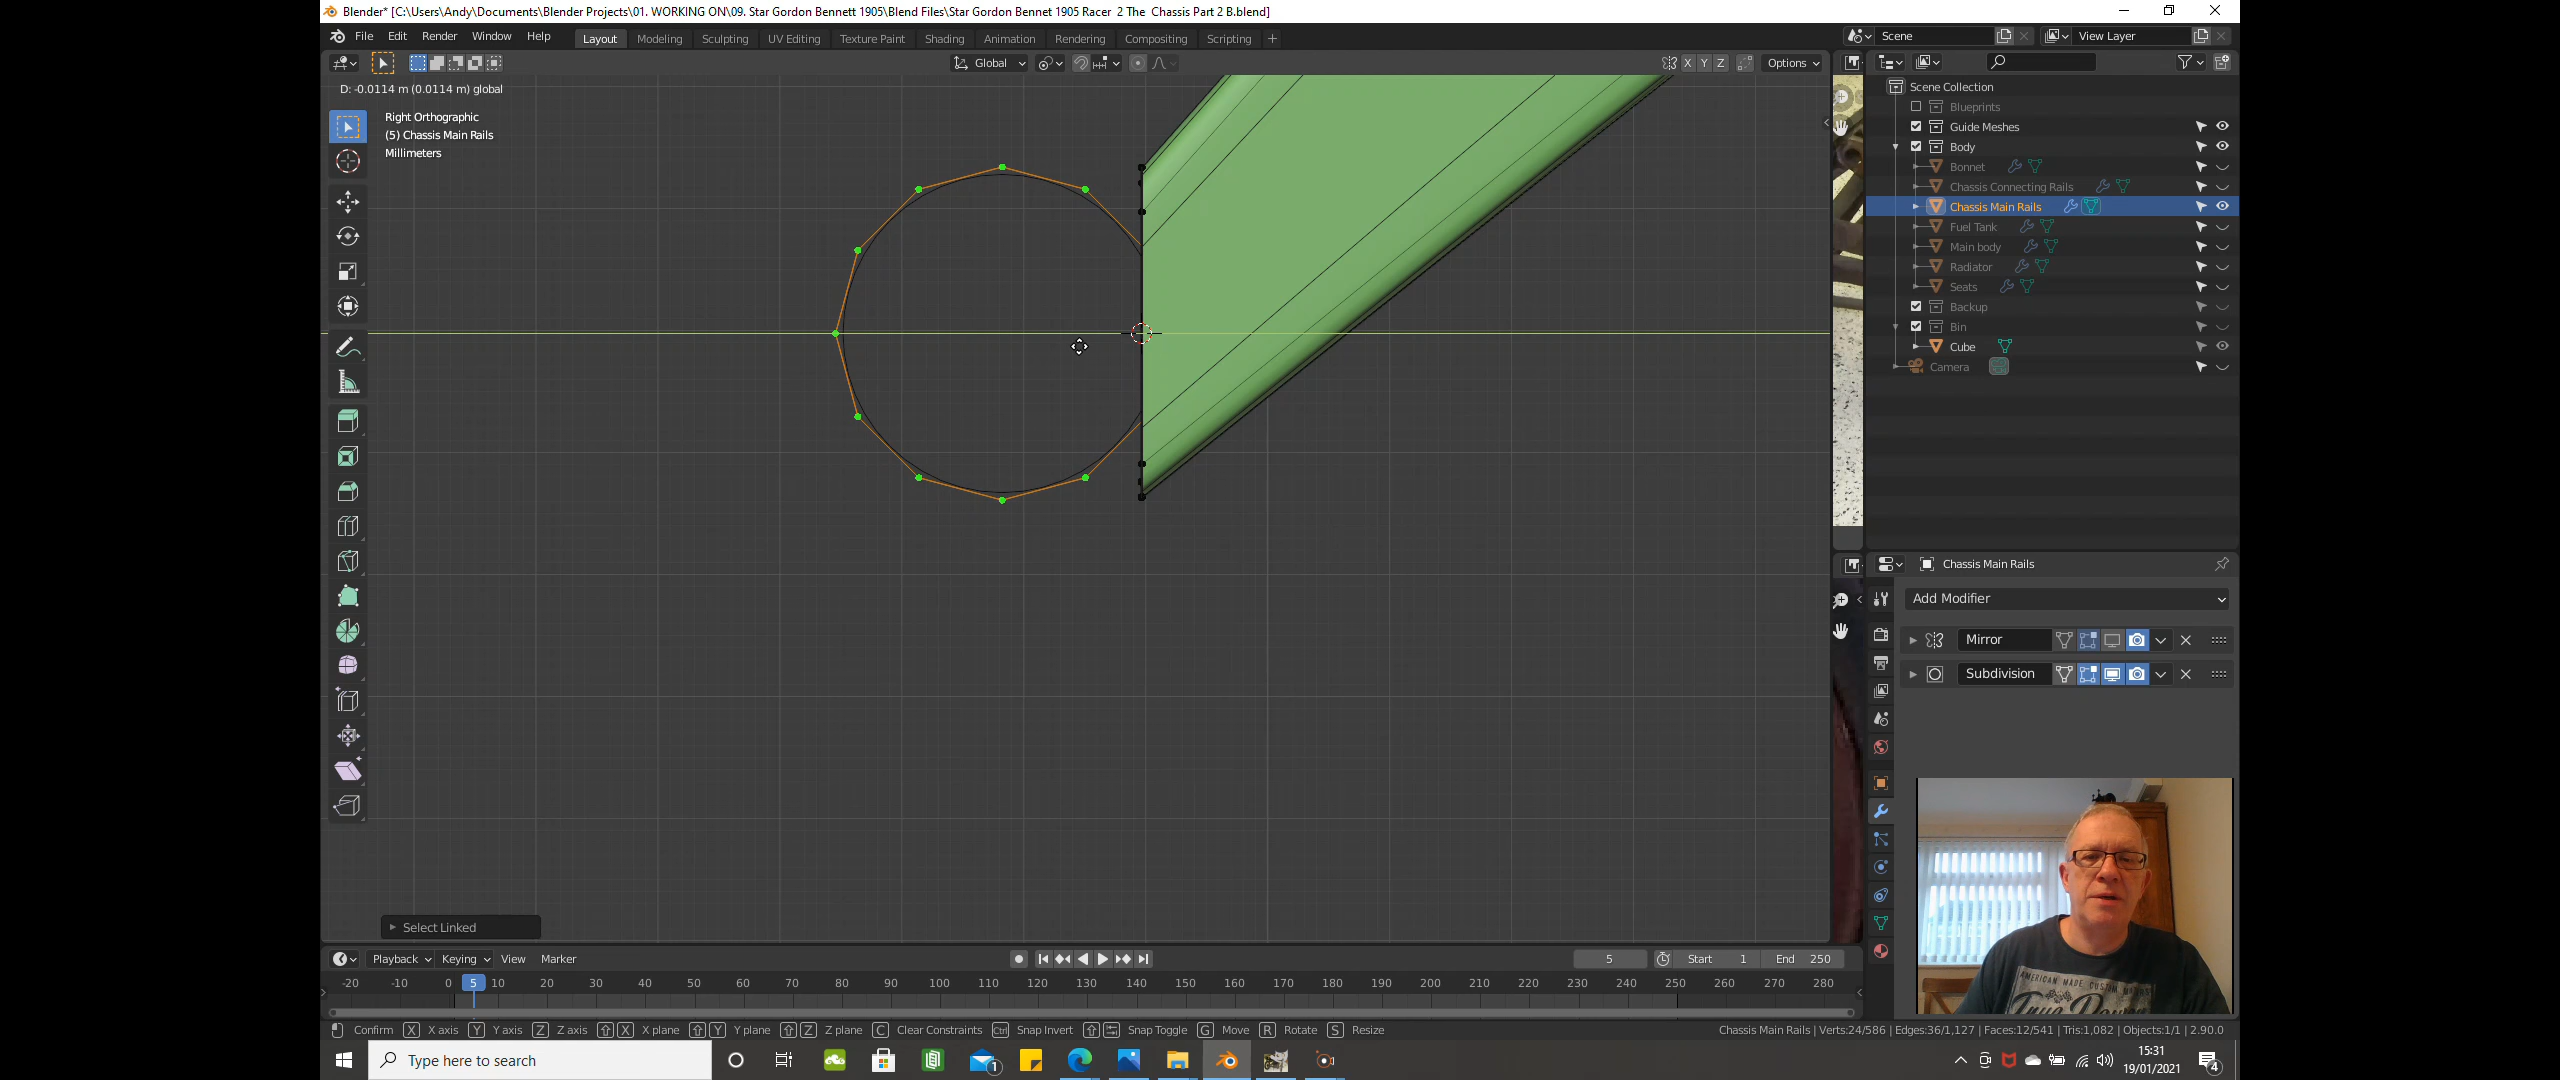 Blender* [C:\Users\Andy\Documents\Blender Projects\01. WORKING ON\09. Star Gordon Bennett 1905\Blend Files\Star Gordon Bennet 1905 Racer  2 The  Chassis Part 2 B.blend]
File Edit Render Window Help Layout Modeling Sculpting UV Editing Texture Paint Shading Animation Rendering Compositing Scripting + Scene View Layer
Global X Y Z Options
D: -0.0114 m (0.0114 m) global
Right Orthographic
(5) Chassis Main Rails
Millimeters
Scene Collection
Blueprints
Guide Meshes
Body
Bonnet
Chassis Connecting Rails
Chassis Main Rails
Fuel Tank
Main body
Radiator
Seats
Backup
Bin
Cube
Camera
Chassis Main Rails
Add Modifier
Mirror
Subdivision
Select Linked
Playback Keying View Marker 5 Start 1 End 250
-20 -10 0 5 10 20 30 40 50 60 70 80 90 100 110 120 130 140 150 160 170 180 190 200 210 220 230 240 250 260 270 280
AMERICAN MADE CUSTOM
Confirm X X axis Y Y axis Z Z axis X X plane Y Y plane Z Z plane C Clear Constraints Ctrl Snap Invert Snap Toggle G Move R Rotate S Resize
Chassis Main Rails | Verts:24/586 | Edges:36/1,127 | Faces:12/541 | Tris:1,082 | Objects:1/1 | 2.90.0
Type here to search
1
15:31
19/01/2021
4